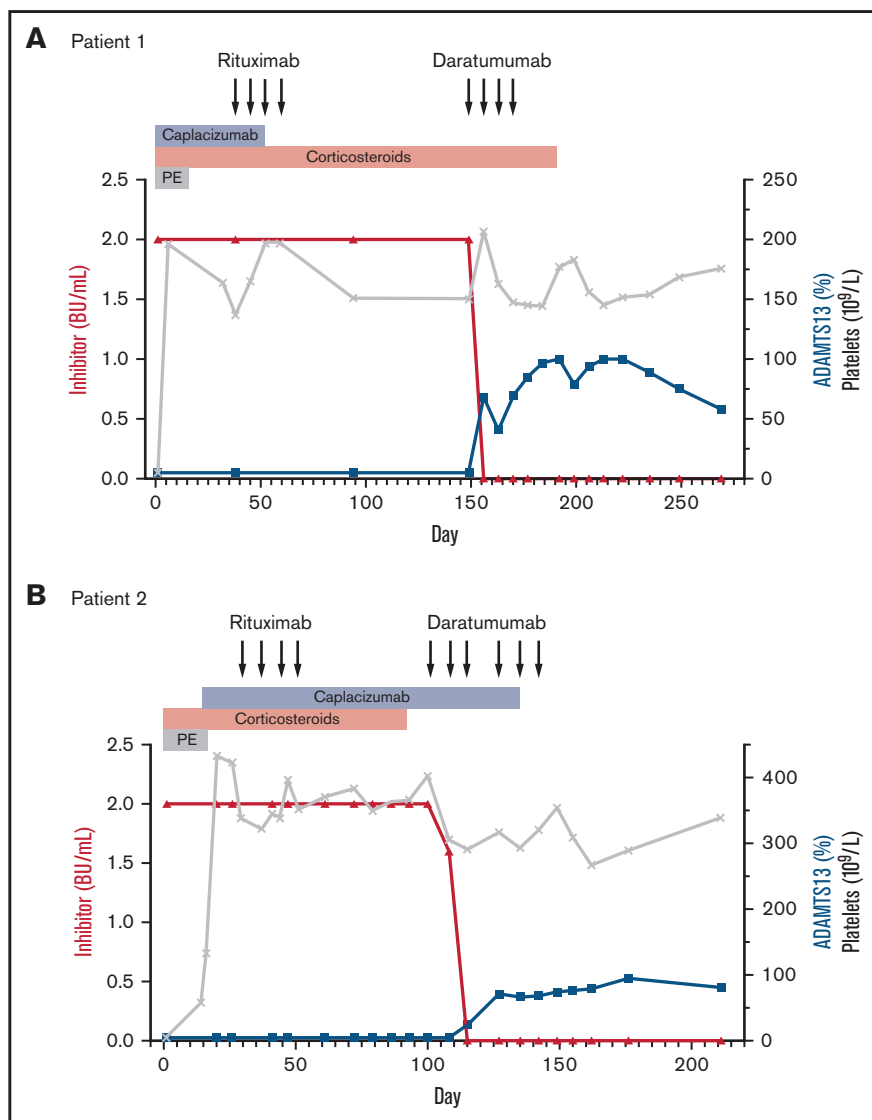 A Patient 1
Rituximab Daratumumab
Caplacizumab
Corticosteroids
PE
2.5 250
2.0 200
1.5 150
1.0 100
0.5 50
0.0 0
0 50 100 150 200 250
Day
Inhibitor (BU/mL)
ADAMTS13 (%)
Platelets (10⁹/L)
B Patient 2
Rituximab Daratumumab
Caplacizumab
Corticosteroids
PE
2.5
2.0 400
1.5 300
1.0 200
0.5 100
0.0 0
0 50 100 150 200
Day
Inhibitor (BU/mL)
ADAMTS13 (%)
Platelets (10⁹/L)